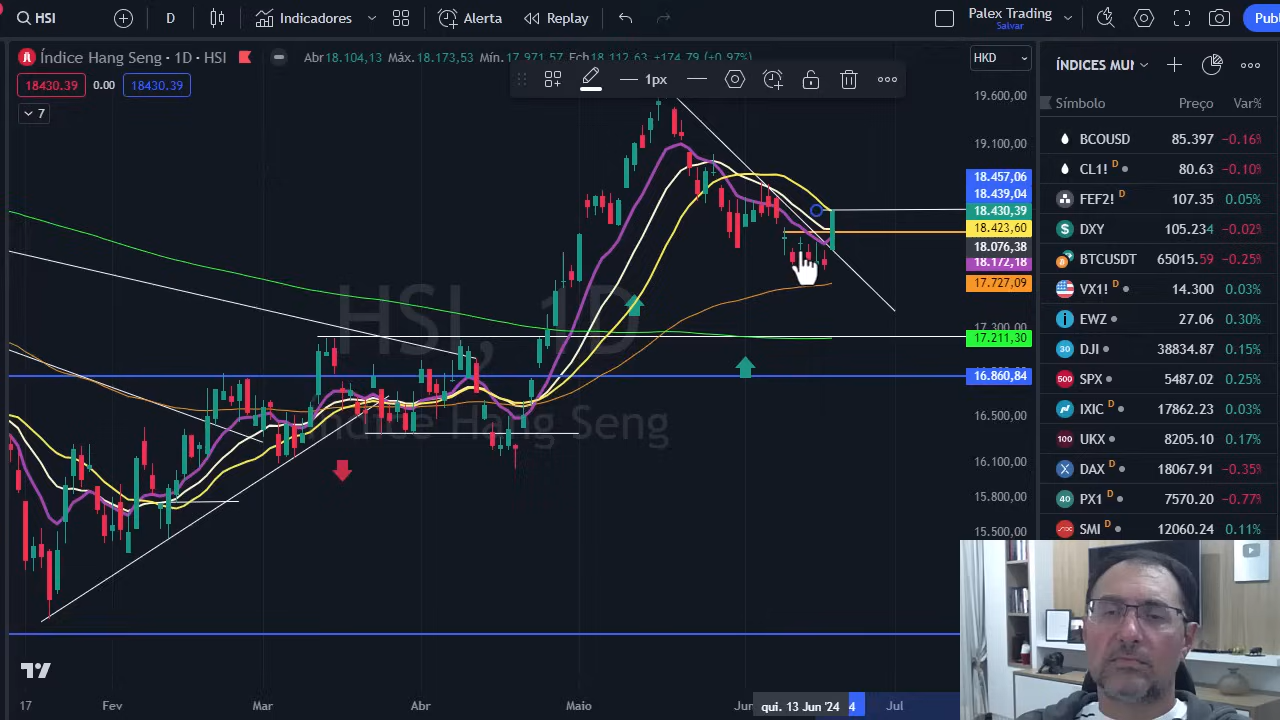 HSI
D
Indicadores
Alerta
Replay
Palex Trading
Salvar
Publ
Índice Hang Seng · 1D · HSI
Abr18.104,13 Máx.18.173,53 Mín.17.971,57 Fch18.112,63 +174,79 (+0,97%)
HKD
18430.39
0.00
18430.39
1px
7
19.600,00
19.100,00
18.457,06
18.439,04
18.430,39
18.423,60
18.076,38
18.172,18
17.727,09
17.300,00
17.211,30
16.860,84
16.500,00
16.100,00
15.800,00
15.500,00
HSI, 1D
Índice Hang Seng
17
Fev
Mar
Abr
Maio
Jun
qui. 13 Jun '24
4
Jul
ÍNDICES MUN
Símbolo Preço Var%
BCOUSD 85.397 −0.16%
CL1! D 80.63 −0.10%
FEF2! D 107.35 0.05%
DXY 105.234 −0.02%
BTCUSDT 65015.59 −0.25%
VX1! D 14.300 0.03%
EWZ 27.06 0.30%
30 DJI 38834.87 0.15%
500 SPX 5487.02 0.25%
IXIC 17862.23 0.03%
100 UKX 8205.10 0.17%
DAX D 18067.91 −0.35%
40 PX1 D 7570.20 −0.77%
SMI D 12060.24 0.11%